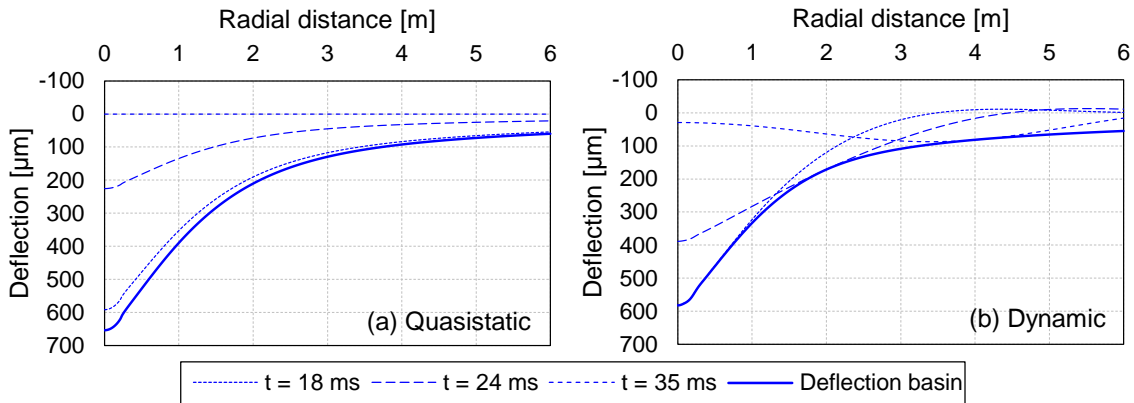 Radial distance [m]
0 1 2 3 4 5 6
-100
0
100
200
300
400
500
600
700
Deflection [µm]
(a) Quasistatic
Radial distance [m]
0 1 2 3 4 5 6
-100
0
100
200
300
400
500
600
700
Deflection [µm]
(b) Dynamic
t = 18 ms t = 24 ms t = 35 ms Deflection basin